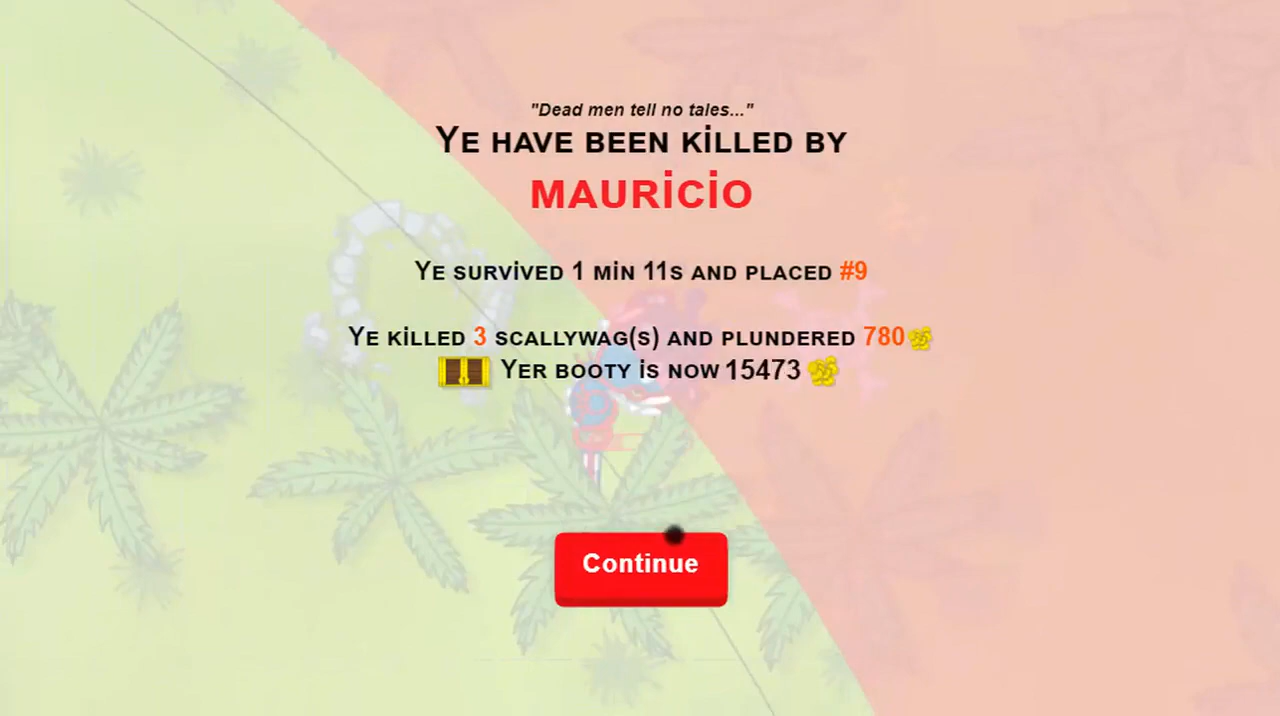 "Dead men tell no tales..."
Ye have been killed by
Mauricio
Ye survived 1 min 11s and placed #9
Ye killed 3 scallywag(s) and plundered 780
Yer booty is now 15473
Continue